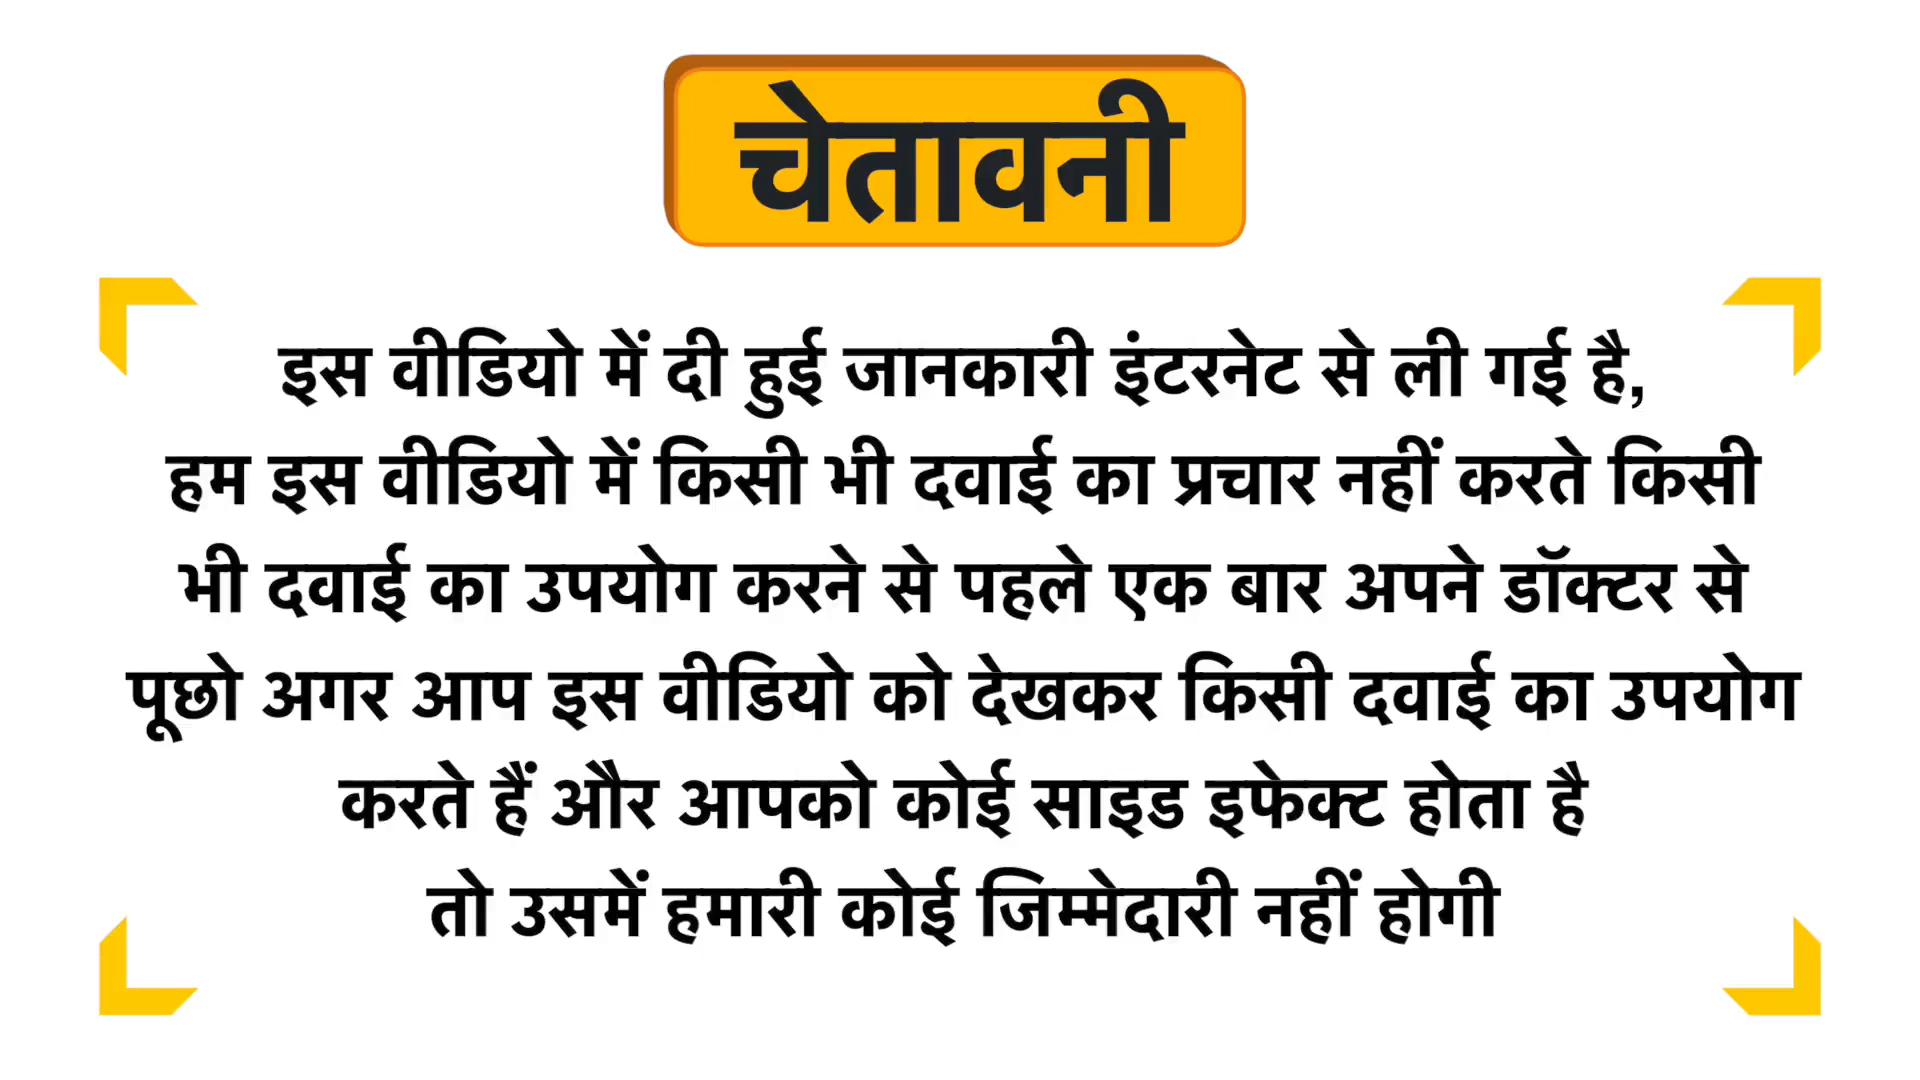 चेतावनी
इस वीडियो में दी हुई जानकारी इंटरनेट से ली गई है,
हम इस वीडियो में किसी भी दवाई का प्रचार नहीं करते किसी
भी दवाई का उपयोग करने से पहले एक बार अपने डॉक्टर से
पूछो अगर आप इस वीडियो को देखकर किसी दवाई का उपयोग
करते हैं और आपको कोई साइड इफेक्ट होता है
तो उसमें हमारी कोई जिम्मेदारी नहीं होगी